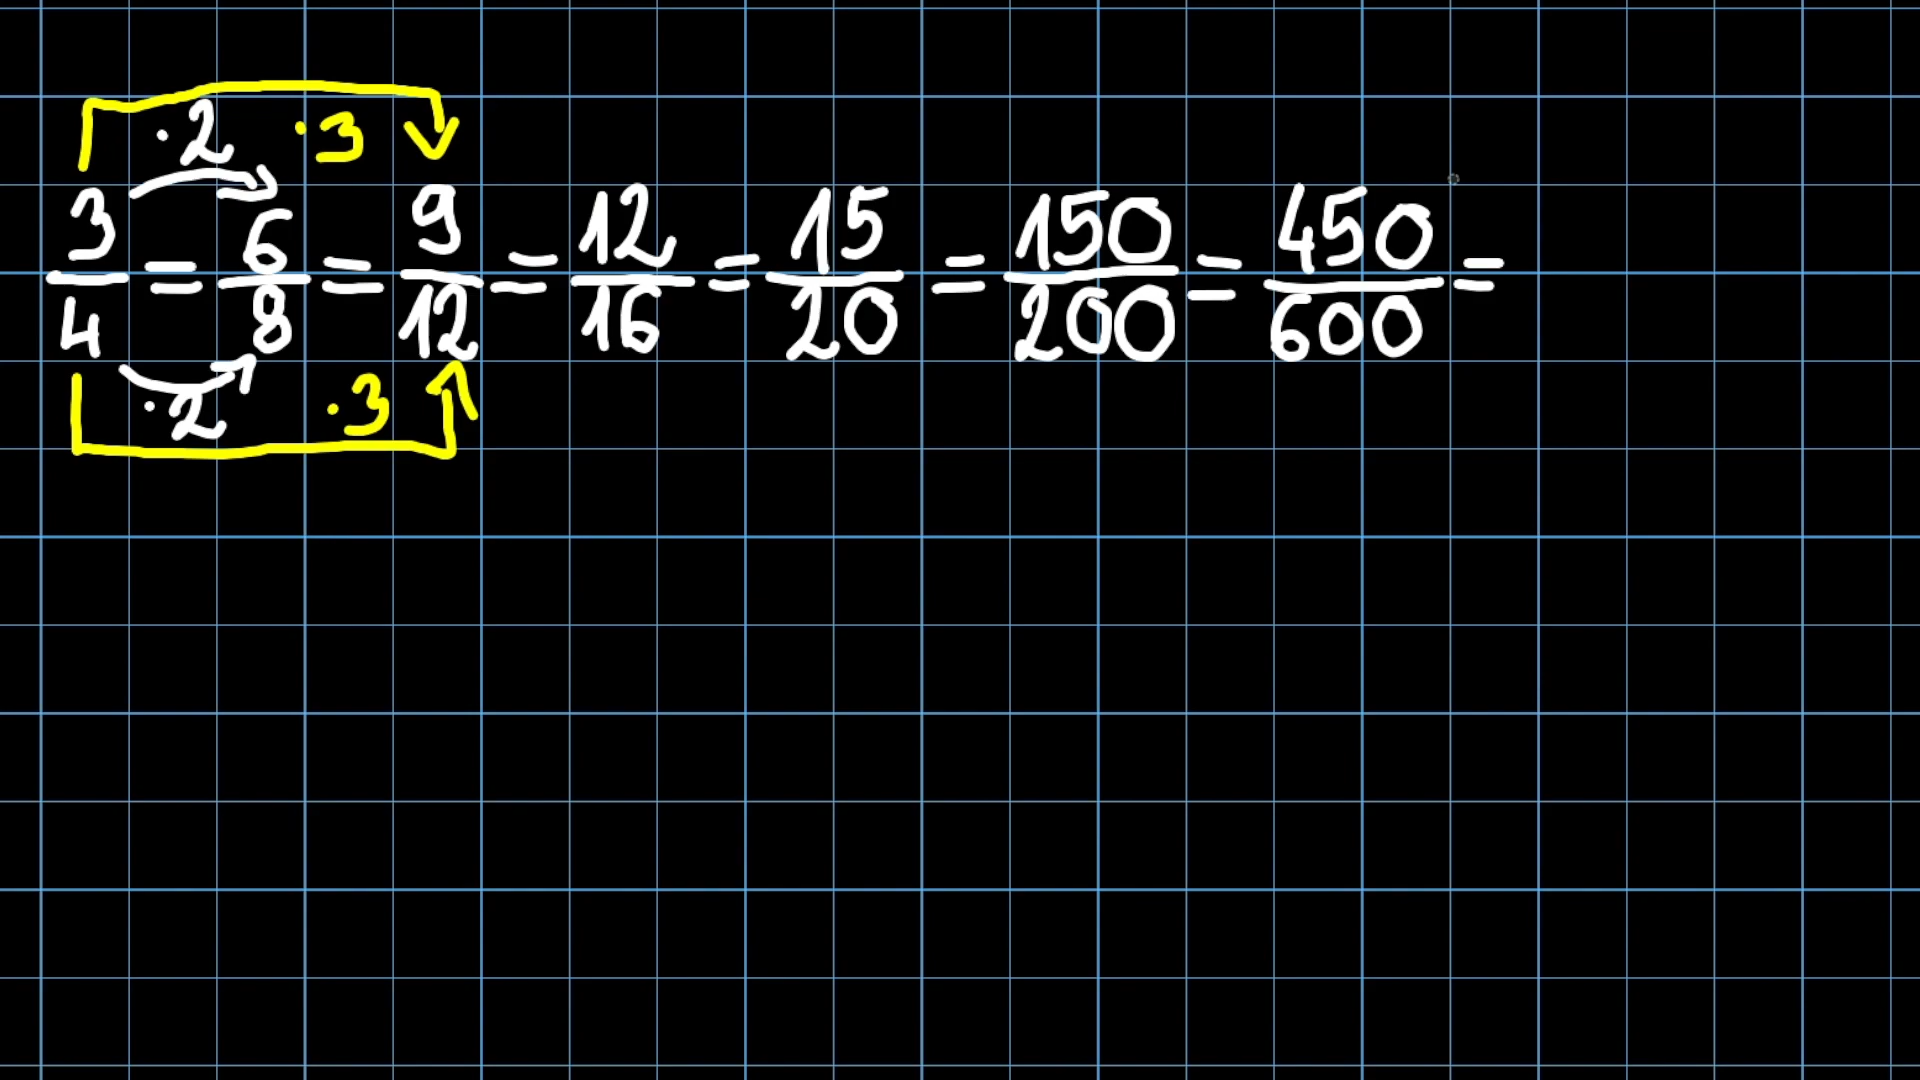 ·2 ·3
3/4 = 6/8 = 9/12 = 12/16 = 15/20 = 150/200 = 450/600 =
·2 ·3